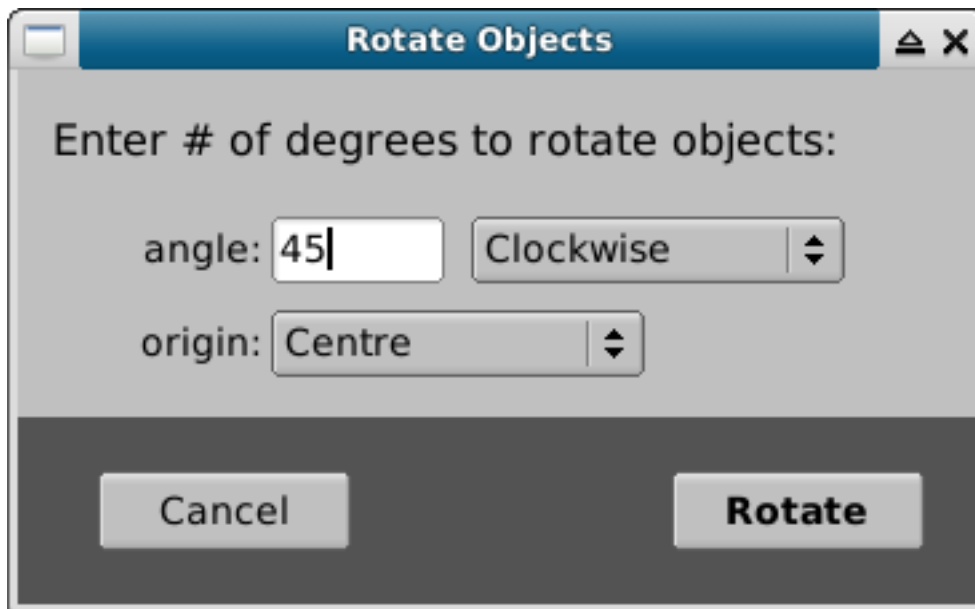 Rotate Objects
Enter # of degrees to rotate objects:
angle: 45 Clockwise
origin: Centre
Cancel Rotate